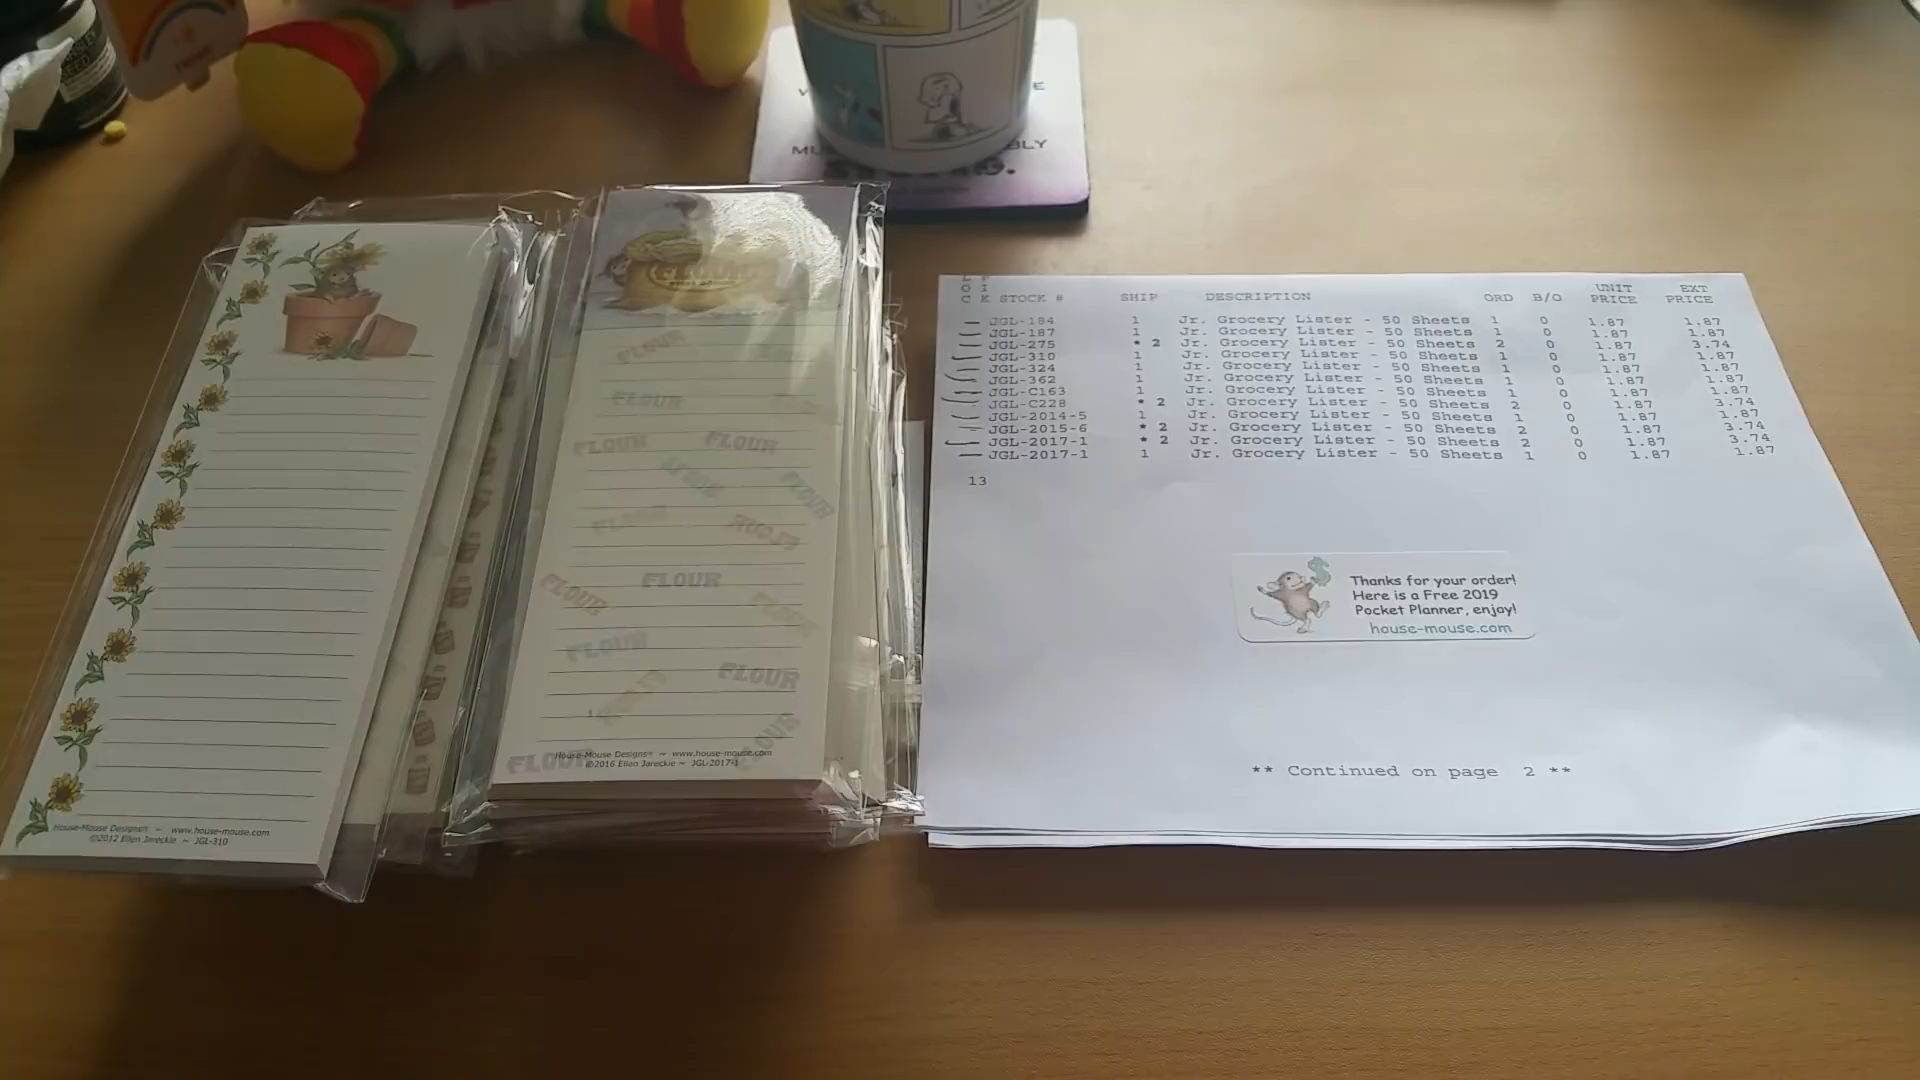 BLY
House-Mouse Designs® ~ www.house-mouse.com
©2012 Ellen Jareckie ~ JGL-310
FLOUR
FLOUR
FLOUR
FLOUR
FLOUR
FLOUR
FLOUR
FLOUR
FLOUR
FLOUR
FLOUR
FLOUR
House-Mouse Designs® ~ www.house-mouse.com
©2016 Ellen Jareckie ~ JGL-2017-1
STOCK # SHIP DESCRIPTION ORD B/O UNIT PRICE EXT PRICE
JGL-184 1 Jr. Grocery Lister - 50 Sheets 1 0 1.87 1.87
JGL-187 1 Jr. Grocery Lister - 50 Sheets 1 0 1.87 1.87
JGL-275 * 2 Jr. Grocery Lister - 50 Sheets 2 0 1.87 3.74
JGL-310 1 Jr. Grocery Lister - 50 Sheets 1 0 1.87 1.87
JGL-324 1 Jr. Grocery Lister - 50 Sheets 1 0 1.87 1.87
JGL-362 1 Jr. Grocery Lister - 50 Sheets 1 0 1.87 1.87
JGL-C163 1 Jr. Grocery Lister - 50 Sheets 1 0 1.87 1.87
JGL-C228 * 2 Jr. Grocery Lister - 50 Sheets 2 0 1.87 3.74
JGL-2014-5 1 Jr. Grocery Lister - 50 Sheets 1 0 1.87 1.87
JGL-2015-6 * 2 Jr. Grocery Lister - 50 Sheets 2 0 1.87 3.74
JGL-2017-1 * 2 Jr. Grocery Lister - 50 Sheets 2 0 1.87 3.74
JGL-2017-1 1 Jr. Grocery Lister - 50 Sheets 1 0 1.87 1.87
13
Thanks for your order!
Here is a Free 2019
Pocket Planner, enjoy!
house-mouse.com
** Continued on page 2 **